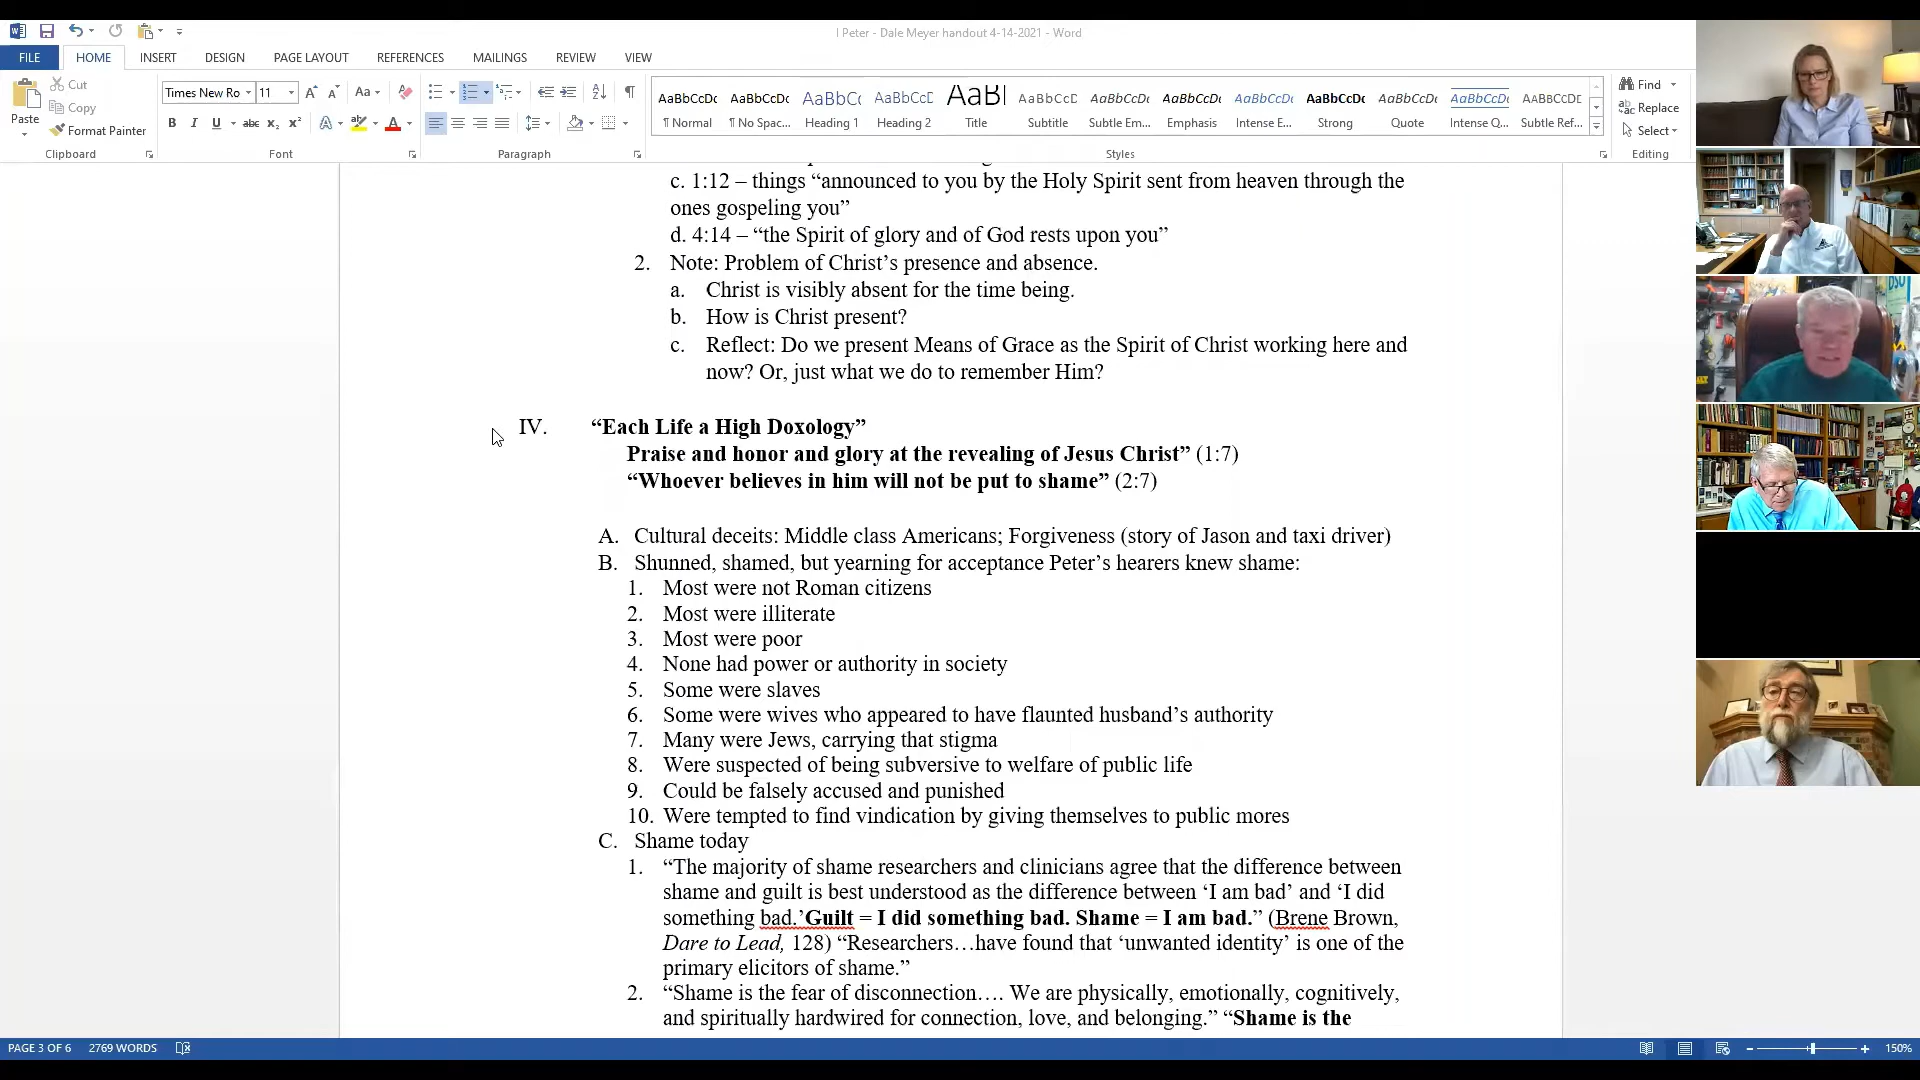 I Peter - Dale Meyer handout 4-14-2021 - Word
FILE HOME INSERT DESIGN PAGE LAYOUT REFERENCES MAILINGS REVIEW VIEW
Paste
Cut
Copy
Format Painter
Clipboard
Times New Ro 11
Font
Paragraph
AaBbCcDc AaBbCcDc AaBbCc AaBbCcD AaB AaBbCcD AaBbCcDc AaBbCcDc AaBbCcDc AaBbCcDc AaBbCcDc AaBbCcDc AaBbCcDc
¶ Normal ¶ No Spac... Heading 1 Heading 2 Title Subtitle Subtle Em... Emphasis Intense E... Strong Quote Intense Q... Subtle Ref...
Styles
Find
Replace
Select
Editing
c. 1:12 – things “announced to you by the Holy Spirit sent from heaven through the
ones gospeling you”
d. 4:14 – “the Spirit of glory and of God rests upon you”
2. Note: Problem of Christ’s presence and absence.
a. Christ is visibly absent for the time being.
b. How is Christ present?
c. Reflect: Do we present Means of Grace as the Spirit of Christ working here and
now? Or, just what we do to remember Him?
IV. “Each Life a High Doxology”
Praise and honor and glory at the revealing of Jesus Christ” (1:7)
“Whoever believes in him will not be put to shame” (2:7)
A. Cultural deceits: Middle class Americans; Forgiveness (story of Jason and taxi driver)
B. Shunned, shamed, but yearning for acceptance Peter’s hearers knew shame:
1. Most were not Roman citizens
2. Most were illiterate
3. Most were poor
4. None had power or authority in society
5. Some were slaves
6. Some were wives who appeared to have flaunted husband’s authority
7. Many were Jews, carrying that stigma
8. Were suspected of being subversive to welfare of public life
9. Could be falsely accused and punished
10. Were tempted to find vindication by giving themselves to public mores
C. Shame today
1. “The majority of shame researchers and clinicians agree that the difference between
shame and guilt is best understood as the difference between ‘I am bad’ and ‘I did
something bad.’Guilt = I did something bad. Shame = I am bad.” (Brene Brown,
Dare to Lead, 128) “Researchers…have found that ‘unwanted identity’ is one of the
primary elicitors of shame.”
2. “Shame is the fear of disconnection…. We are physically, emotionally, cognitively,
and spiritually hardwired for connection, love, and belonging.” “Shame is the
PAGE 3 OF 6 2769 WORDS 150%